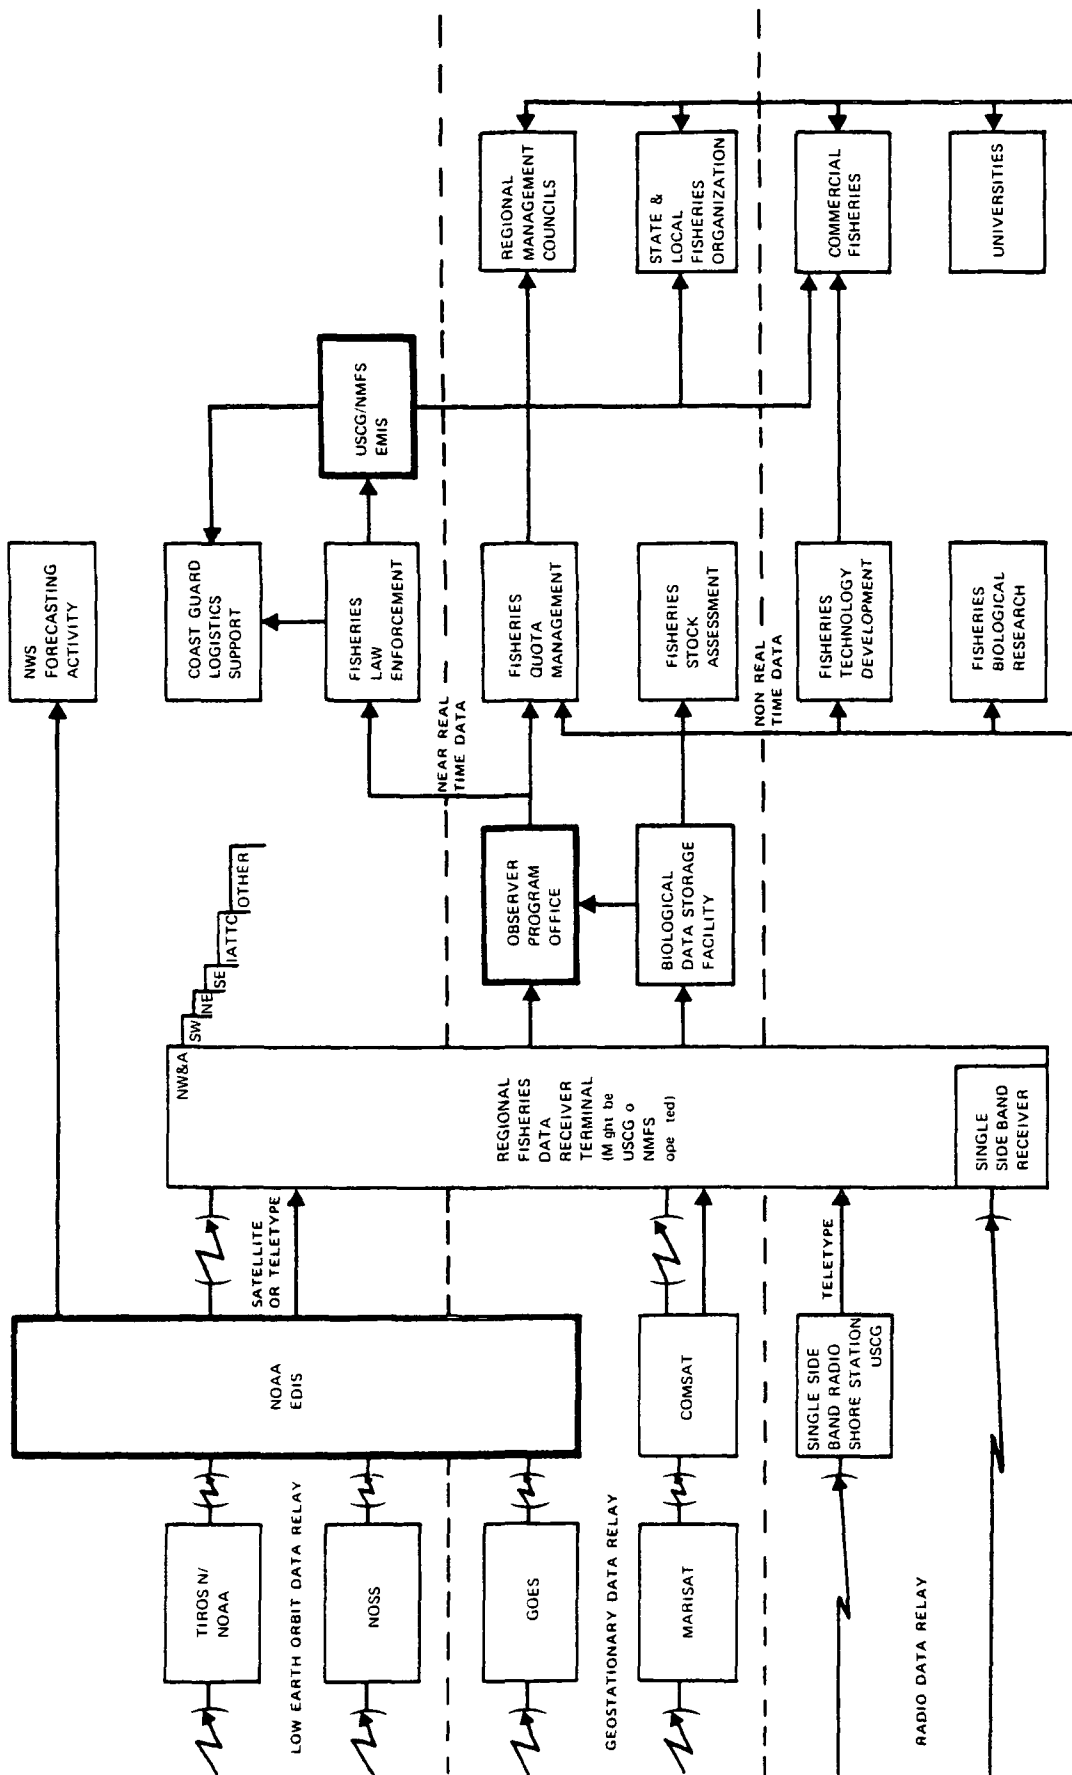 TIROS N/
NOAA
NOSS
GOES
MARISAT
LOW EARTH ORBIT DATA RELAY
GEOSTATIONARY DATA RELAY
RADIO DATA RELAY
NOAA
EDIS
COMSAT
SINGLE SIDE
BAND RADIO
SHORE STATION
USCG
SATELLITE
OR TELETYPE
TELETYPE
NW&A
SW
NE
SE
IATTC
OTHER
REGIONAL
FISHERIES
DATA
RECEIVER
TERMINAL
(M ght be
USCG o
NMFS
ope ted)
SINGLE
SIDE BAND
RECEIVER
OBSERVER
PROGRAM
OFFICE
BIOLOGICAL
DATA STORAGE
FACILITY
NEAR REAL
TIME DATA
NON REAL
TIME DATA
NWS
FORECASTING
ACTIVITY
COAST GUARD
LOGISTICS
SUPPORT
FISHERIES
LAW
ENFORCEMENT
FISHERIES
QUOTA
MANAGEMENT
FISHERIES
STOCK
ASSESSMENT
FISHERIES
TECHNOLOGY
DEVELOPMENT
FISHERIES
BIOLOGICAL
RESEARCH
USCG/NMFS
EMIS
REGIONAL
MANAGEMENT
COUNCILS
STATE &
LOCAL
FISHERIES
ORGANIZATION
COMMERCIAL
FISHERIES
UNIVERSITIES